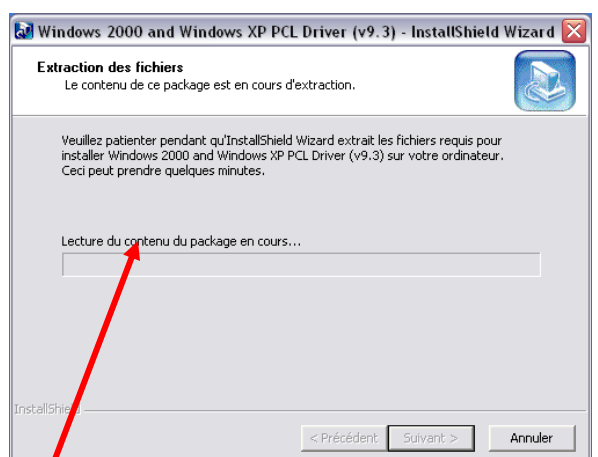 Windows 2000 and Windows XP PCL Driver (v9.3) - InstallShield Wizard
Extraction des fichiers
Le contenu de ce package est en cours d'extraction.
Veuillez patienter pendant qu'InstallShield Wizard extrait les fichiers requis pour
installer Windows 2000 and Windows XP PCL Driver (v9.3) sur votre ordinateur.
Ceci peut prendre quelques minutes.
Lecture du contenu du package en cours...
InstallShield
< Précédent Suivant > Annuler